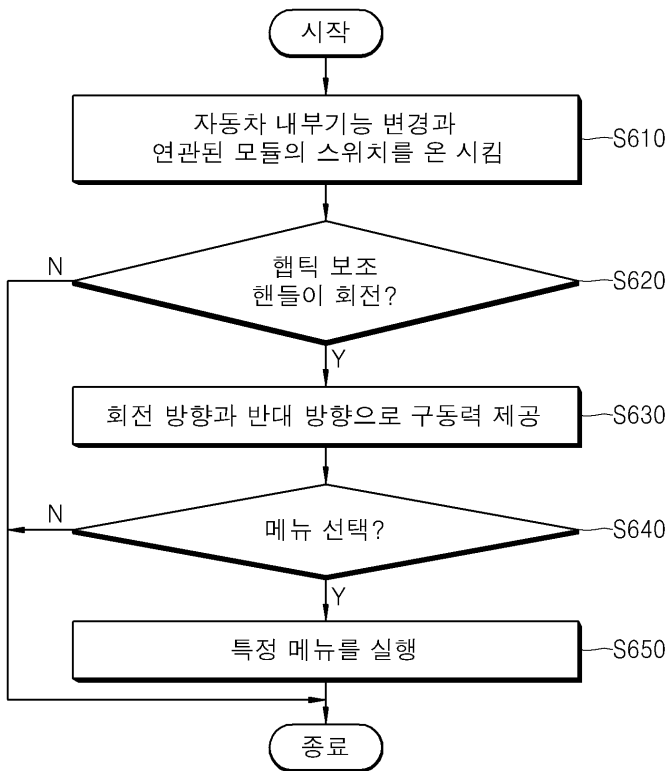 시작
자동차 내부기능 변경과
연관된 모듈의 스위치를 온 시킴
S610
N
햅틱 보조
핸들이 회전?
S620
Y
회전 방향과 반대 방향으로 구동력 제공
S630
N
메뉴 선택?
S640
Y
특정 메뉴를 실행
S650
종료